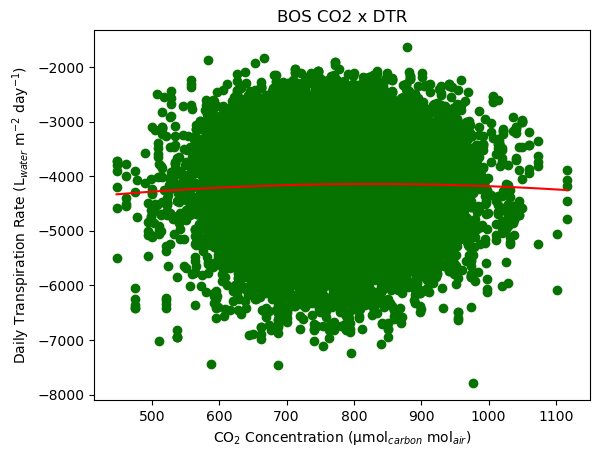 BOS CO2 x DTR
Daily Transpiration Rate (L_water m⁻² day⁻¹)
−2000
−3000
−4000
−5000
−6000
−7000
−8000
500 600 700 800 900 1000 1100
CO₂ Concentration (μmol_carbon mol_air)